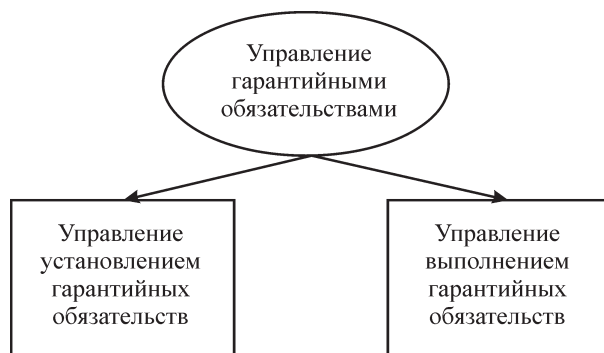 Управление
гарантийными
обязательствами
Управление
установлением
гарантийных
обязательств
Управление
выполнением
гарантийных
обязательств